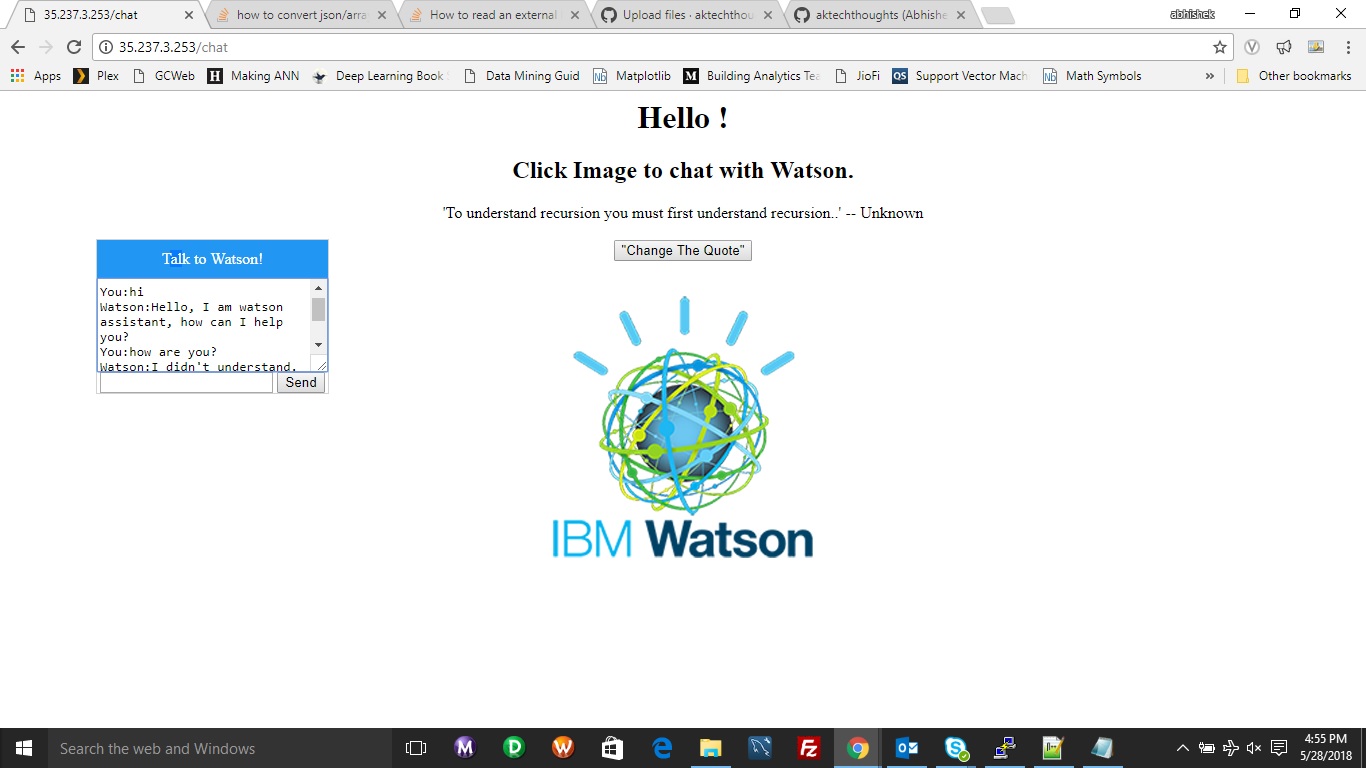 35.237.3.253/chat
how to convert json/arra
How to read an external
Upload files · aktechthou
aktechthoughts (Abhishe
abhishek
35.237.3.253/chat
Apps
Plex
GCWeb
Making ANN
Deep Learning Book
Data Mining Guid
Matplotlib
Building Analytics Tea
JioFi
Support Vector Mach
Math Symbols
»
Other bookmarks
Hello !
Click Image to chat with Watson.
'To understand recursion you must first understand recursion..' -- Unknown
"Change The Quote"
Talk to Watson!
You:hi
Watson:Hello, I am watson
assistant, how can I help
you?
You:how are you?
Watson:I didn't understand.
Send
IBM Watson
Search the web and Windows
4:55 PM
5/28/2018